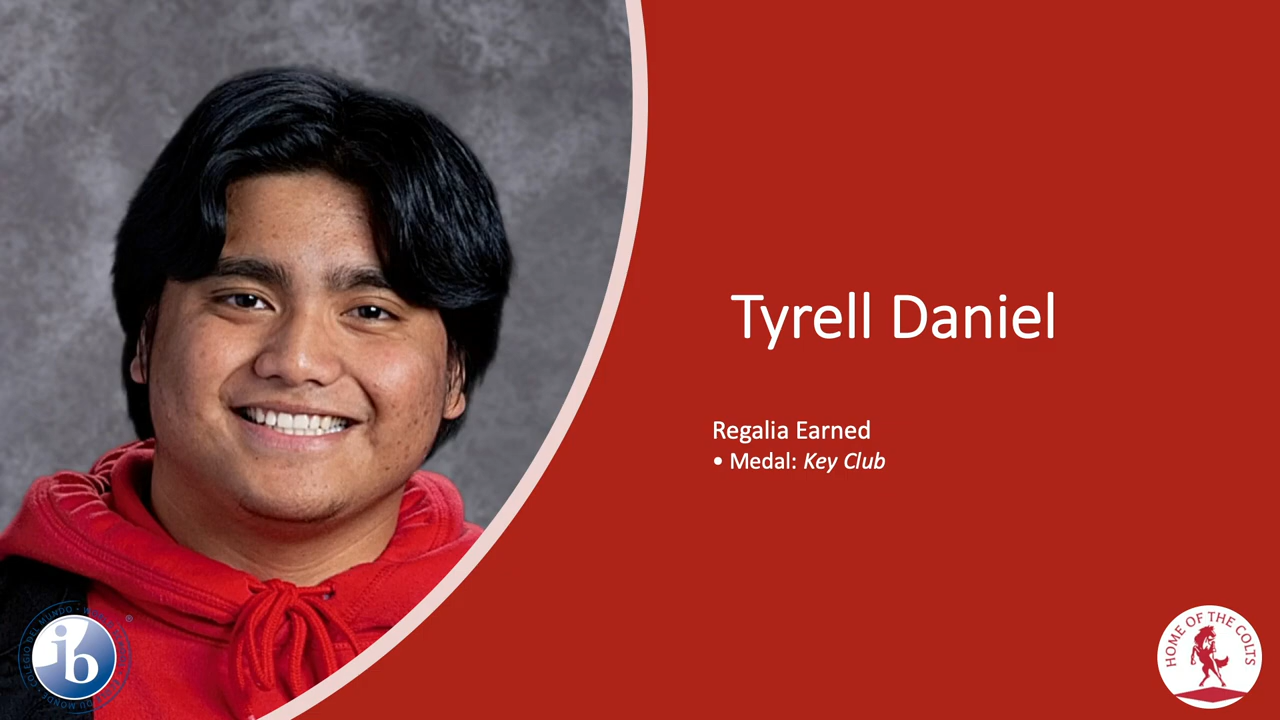 Tyrell Daniel
Regalia Earned
• Medal: Key Club
ib
®
HOME OF THE COLTS